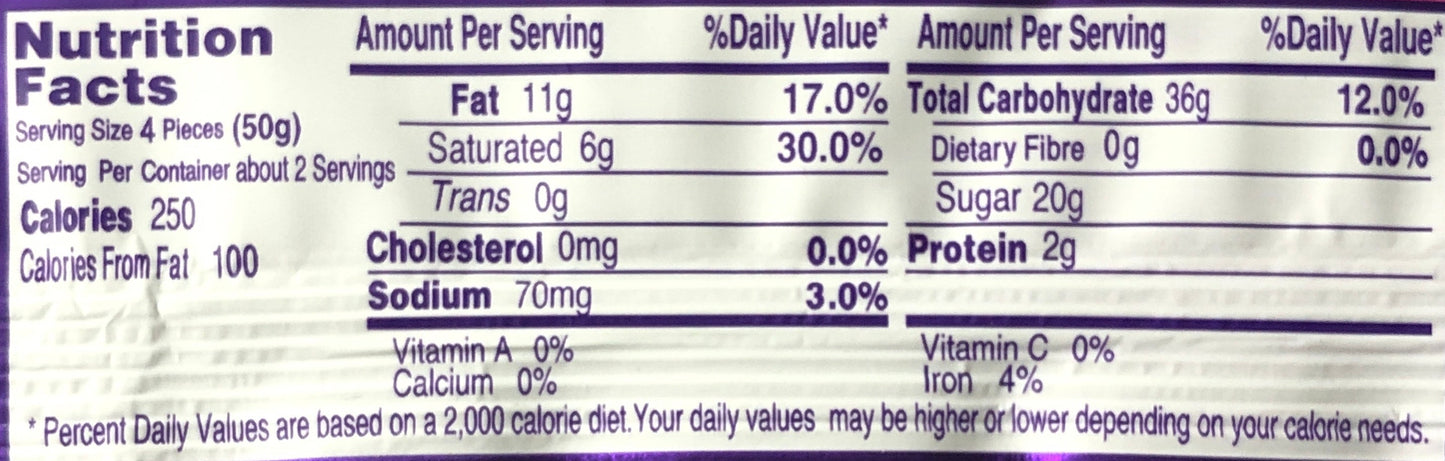 Nutrition
Facts
Serving Size 4 Pieces (50g)
Serving Per Container about 2 Servings
Calories 250
Calories From Fat 100
Amount Per Serving %Daily Value*
Fat 11g 17.0%
Saturated 6g 30.0%
Trans 0g
Cholesterol 0mg 0.0%
Sodium 70mg 3.0%
Vitamin A 0%
Calcium 0%
Amount Per Serving %Daily Value*
Total Carbohydrate 36g 12.0%
Dietary Fibre 0g 0.0%
Sugar 20g
Protein 2g
Vitamin C 0%
Iron 4%
* Percent Daily Values are based on a 2,000 calorie diet. Your daily values may be higher or lower depending on your calorie needs.